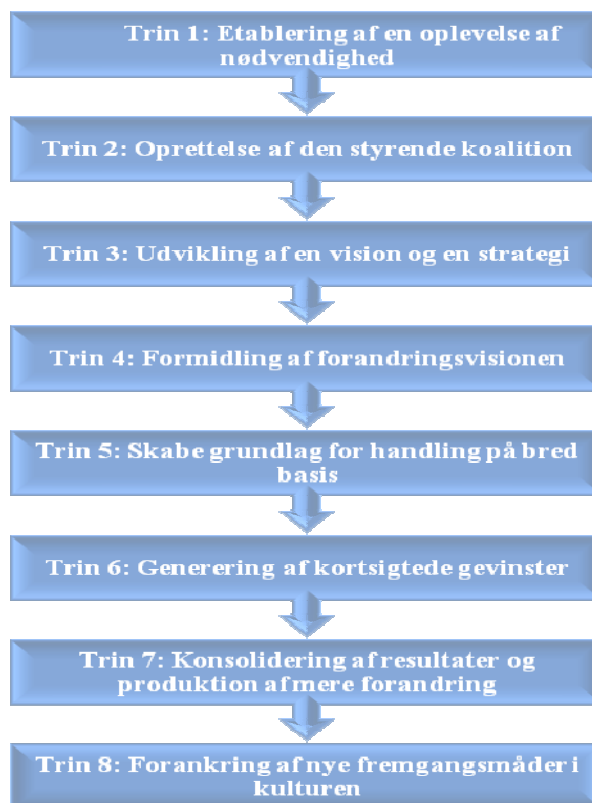 Trin 1: Etablering af en oplevelse af
nødvendighed
Trin 2: Oprettelse af den styrende koalition
Trin 3: Udvikling af en vision og en strategi
Trin 4: Formidling af forandringsvisionen
Trin 5: Skabe grundlag for handling på bred
basis
Trin 6: Generering af kortsigtede gevinster
Trin 7: Konsolidering af resultater og
produktion af mere forandring
Trin 8: Forankring af nye fremgangsmåder i
kulturen